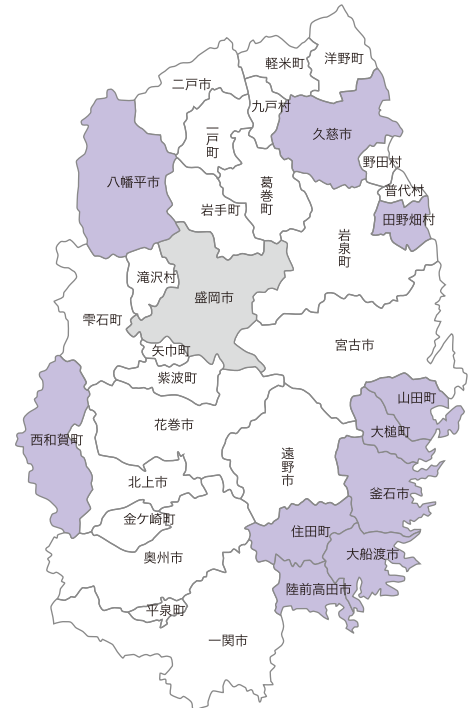 洋野町
軽米町
二戸市
九戸村
久慈市
一戸町
野田村
八幡平市
葛巻町
普代村
岩手町
田野畑村
岩泉町
滝沢村
盛岡市
雫石町
矢巾町
宮古市
紫波町
山田町
花巻市
大槌町
西和賀町
遠野市
北上市
釜石市
金ケ崎町
住田町
奥州市
大船渡市
陸前高田市
平泉町
一関市